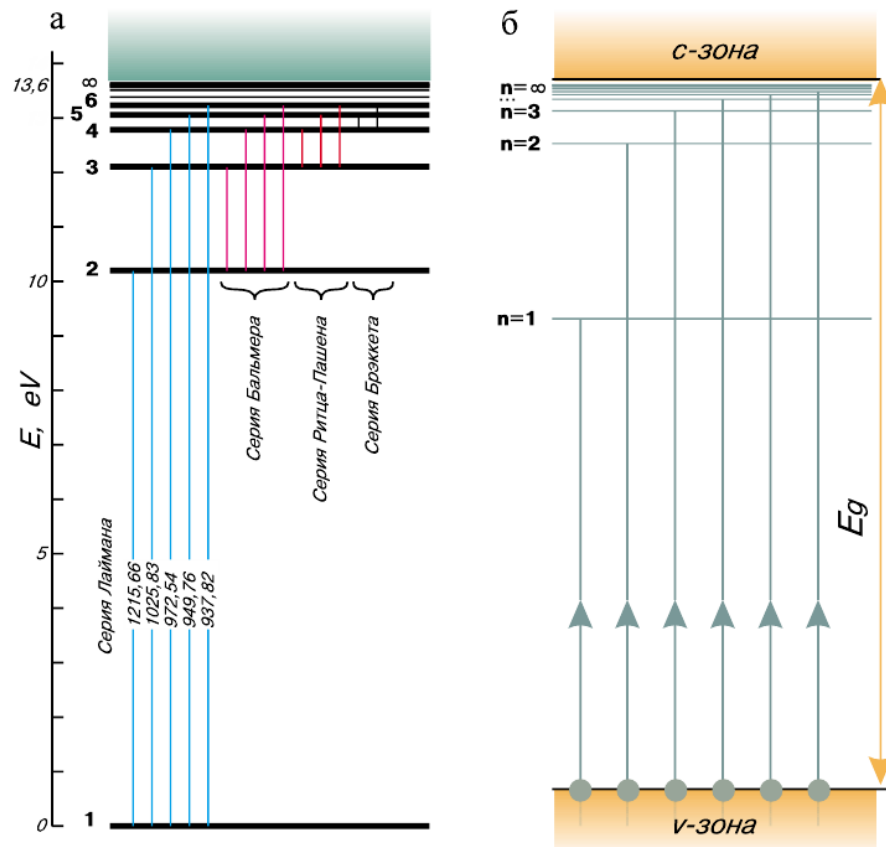 а
E, eV
13,6
10
5
0
∞
6
5
4
3
2
1
Серия Лаймана
1215,66
1025,83
972,54
949,76
937,82
Серия Бальмера
Серия Ритца-Пашена
Серия Брэккета
б
c-зона
n=∞
...
n=3
n=2
n=1
Eg
v-зона